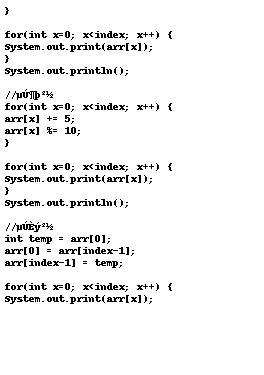 }
for(int x=0; x<index; x++) {
System.out.print(arr[x]);
}
System.out.println();
//µÚ¶þ²½
for(int x=0; x<index; x++) {
arr[x] += 5;
arr[x] %= 10;
}
for(int x=0; x<index; x++) {
System.out.print(arr[x]);
}
System.out.println();
//µÚÈý²½
int temp = arr[0];
arr[0] = arr[index-1];
arr[index-1] = temp;
for(int x=0; x<index; x++) {
System.out.print(arr[x]);